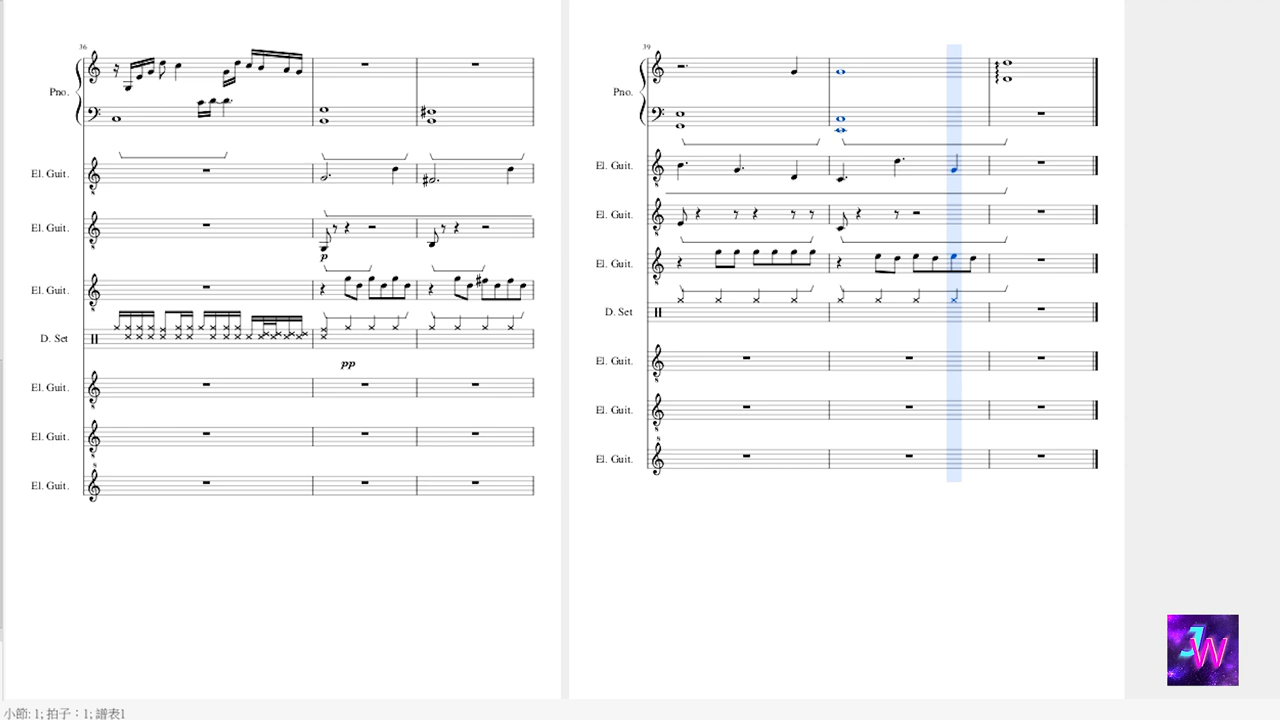 36
Pno.
El. Guit.
El. Guit.
p
El. Guit.
D. Set
pp
El. Guit.
El. Guit.
El. Guit.
39
Pno.
El. Guit.
El. Guit.
El. Guit.
D. Set
El. Guit.
El. Guit.
El. Guit.
JW
小節: 1; 拍子：1; 譜表1